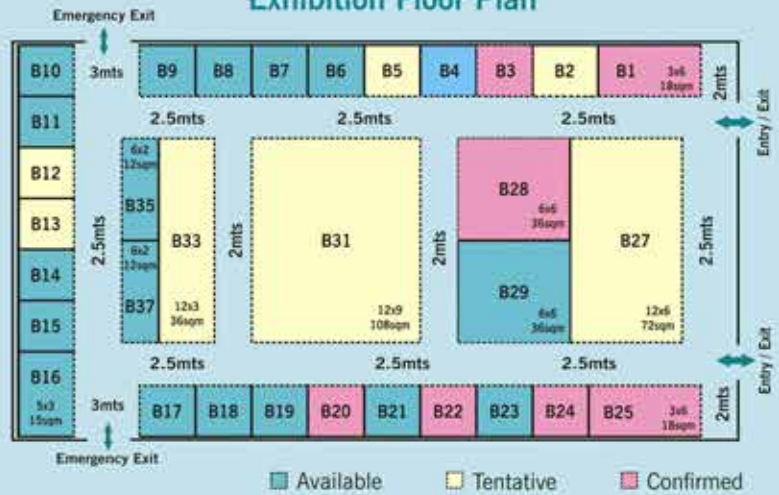 Exhibition Floor Plan
Emergency Exit
B10
3mts
B9
B8
B7
B6
B5
B4
B3
B2
B1
3x6
18sqm
2mts
B11
2.5mts
2.5mts
2.5mts
Entry / Exit
B12
B13
B14
B15
B16
5x3
15sqm
2.5mts
6x2
12sqm
B35
6x2
12sqm
B37
B33
12x3
36sqm
2mts
B31
12x9
108sqm
2mts
B28
6x6
36sqm
B29
6x6
36sqm
B27
12x6
72sqm
2.5mts
2.5mts
2.5mts
2.5mts
Entry / Exit
3mts
B17
B18
B19
B20
B21
B22
B23
B24
B25
3x6
18sqm
2mts
Emergency Exit
Available
Tentative
Confirmed